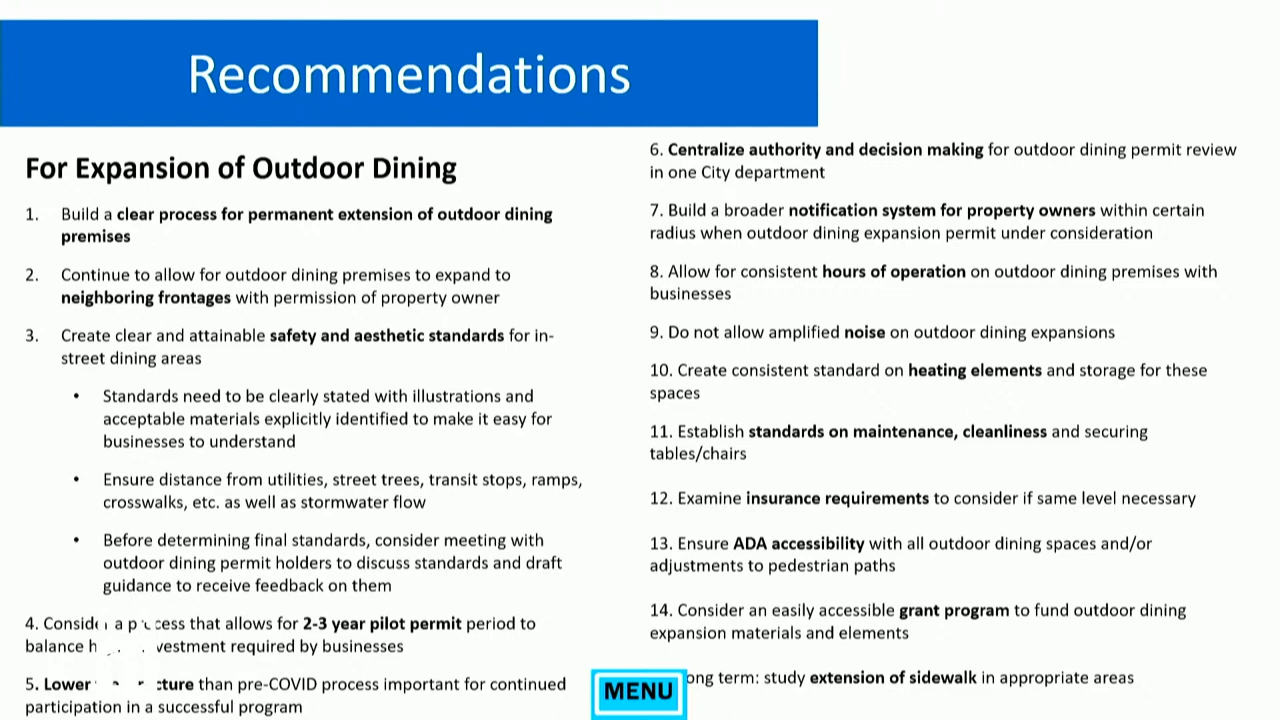 Recommendations
For Expansion of Outdoor Dining
1. Build a clear process for permanent extension of outdoor dining
premises
2. Continue to allow for outdoor dining premises to expand to
neighboring frontages with permission of property owner
3. Create clear and attainable safety and aesthetic standards for in-
street dining areas
• Standards need to be clearly stated with illustrations and
acceptable materials explicitly identified to make it easy for
businesses to understand
• Ensure distance from utilities, street trees, transit stops, ramps,
crosswalks, etc. as well as stormwater flow
• Before determining final standards, consider meeting with
outdoor dining permit holders to discuss standards and draft
guidance to receive feedback on them
4. a that allows for 2-3 year pilot permit period to
balance required by businesses
5. Lower than pre-COVID process important for continued
participation in a successful program
6. Centralize authority and decision making for outdoor dining permit review
in one City department
7. Build a broader notification system for property owners within certain
radius when outdoor dining expansion permit under consideration
8. Allow for consistent hours of operation on outdoor dining premises with
businesses
9. Do not allow amplified noise on outdoor dining expansions
10. Create consistent standard on heating elements and storage for these
spaces
11. Establish standards on maintenance, cleanliness and securing
tables/chairs
12. Examine insurance requirements to consider if same level necessary
13. Ensure ADA accessibility with all outdoor dining spaces and/or
adjustments to pedestrian paths
14. Consider an easily accessible grant program to fund outdoor dining
expansion materials and elements
term: study extension of sidewalk in appropriate areas
MENU